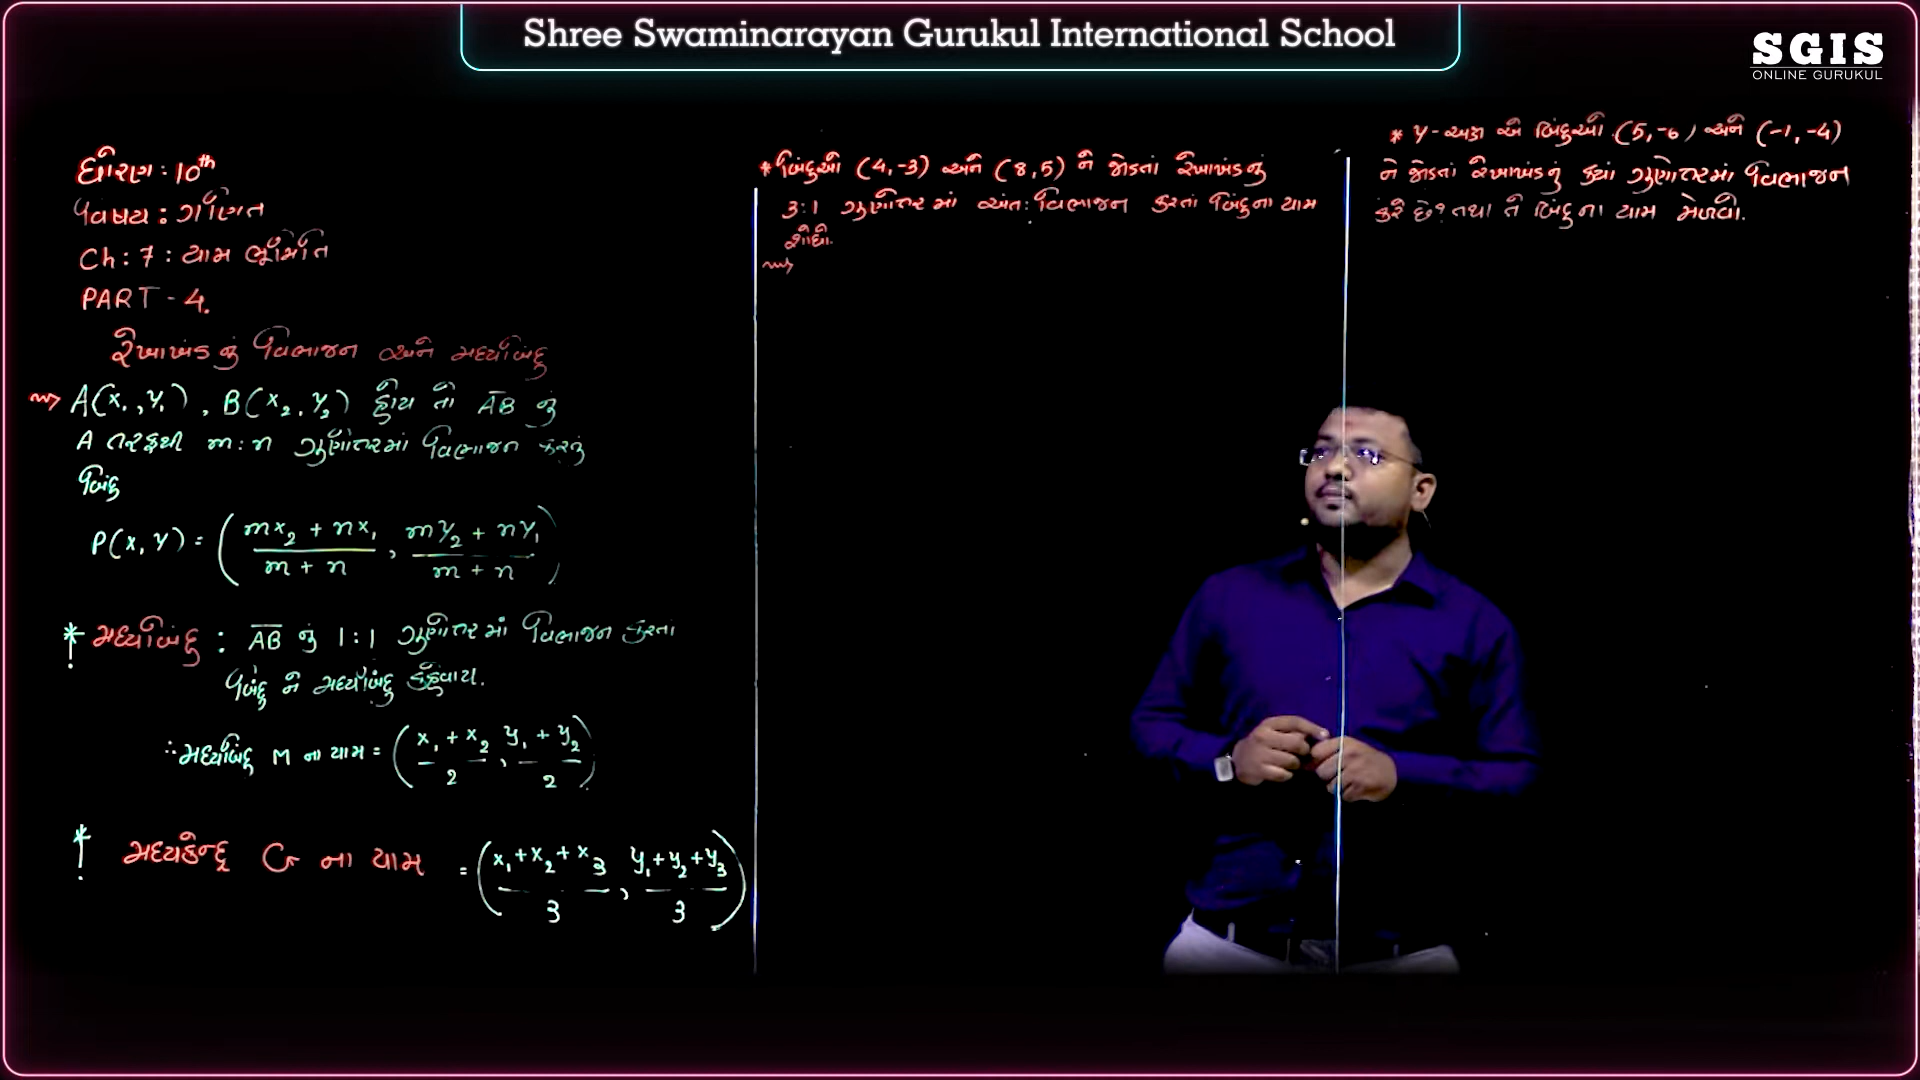 Shree Swaminarayan Gurukul International School
SGIS
ONLINE GURUKUL
ધોરણ : 10th
વિષય : ગણિત
Ch : 7 : યામ ભૂમિતિ
PART - 4.
રેખાખંડનું વિભાજન અને મધ્યબિંદુ
A(x₁, y₁), B(x₂, y₂) હોય તો A̅B̅ નું
A તરફથી m:n ગુણોત્તરમાં વિભાજન કરતું
બિંદુ
P(x, y) = ( (mx₂ + nx₁)/(m + n) , (my₂ + ny₁)/(m + n) )
* મધ્યબિંદુ : A̅B̅ નું 1:1 ગુણોત્તરમાં વિભાજન કરતાં
બિંદુ ને મધ્યબિંદુ કહેવાય.
∴ મધ્યબિંદુ M ના યામ = ( (x₁ + x₂)/2 , (y₁ + y₂)/2 )
* મધ્યકેન્દ્ર G ના યામ = ( (x₁+x₂+x₃)/3 , (y₁+y₂+y₃)/3 )
* બિંદુઓ (4,-3) અને (8,5) ને જોડતાં રેખાખંડનું
3:1 ગુણોત્તરમાં અંતઃવિભાજન કરતાં બિંદુના યામ
શોધો.
* y-અક્ષ એ બિંદુઓ (5,-6) અને (-1,-4)
ને જોડતાં રેખાખંડનું કયાં ગુણોત્તરમાં વિભાજન
કરે છે? તથા તે બિંદુના યામ મેળવો.